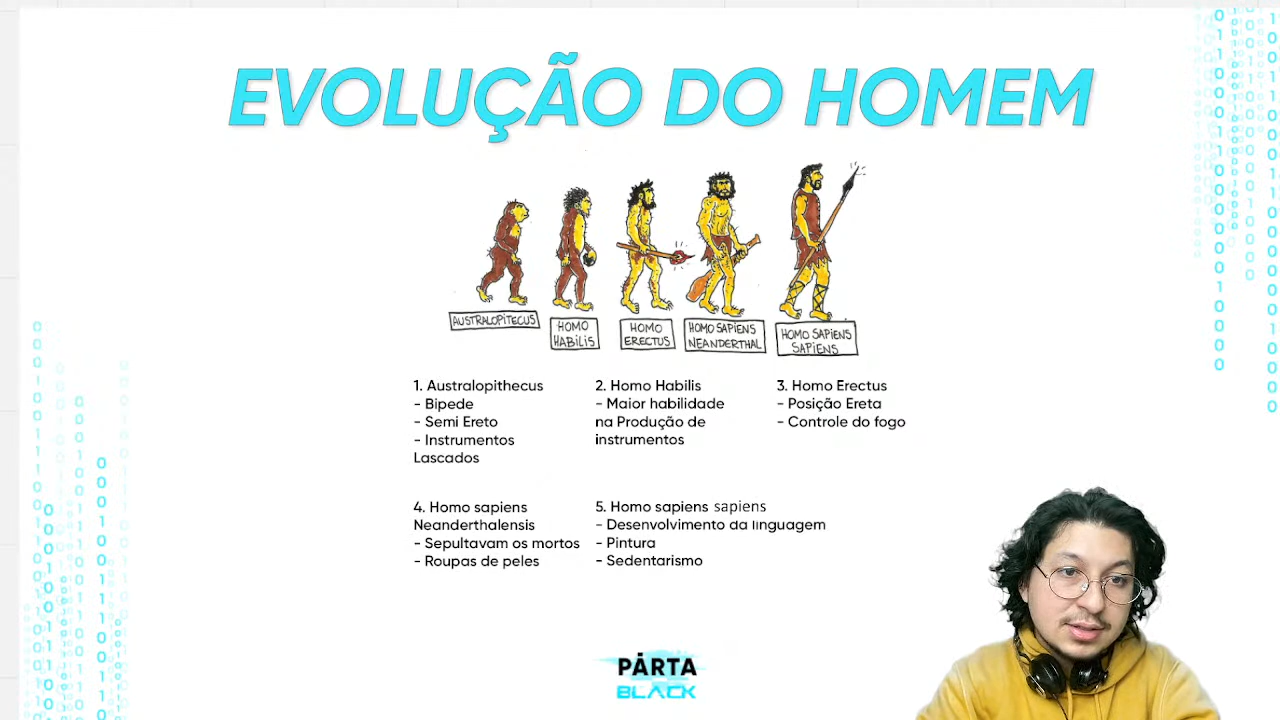 EVOLUÇÃO DO HOMEM
AUSTRALOPITECUS
HOMO
HABILIS
HOMO
ERECTUS
HOMO SAPIENS
NEANDERTHAL
HOMO SAPIENS
SAPIENS
1. Australopithecus
- Bipede
- Semi Ereto
- Instrumentos
Lascados
2. Homo Habilis
- Maior habilidade
na Produção de
instrumentos
3. Homo Erectus
- Posição Ereta
- Controle do fogo
4. Homo sapiens
Neanderthalensis
- Sepultavam os mortos
- Roupas de peles
5. Homo sapiens sapiens
- Desenvolvimento da linguagem
- Pintura
- Sedentarismo
PÄRTA
BLACK